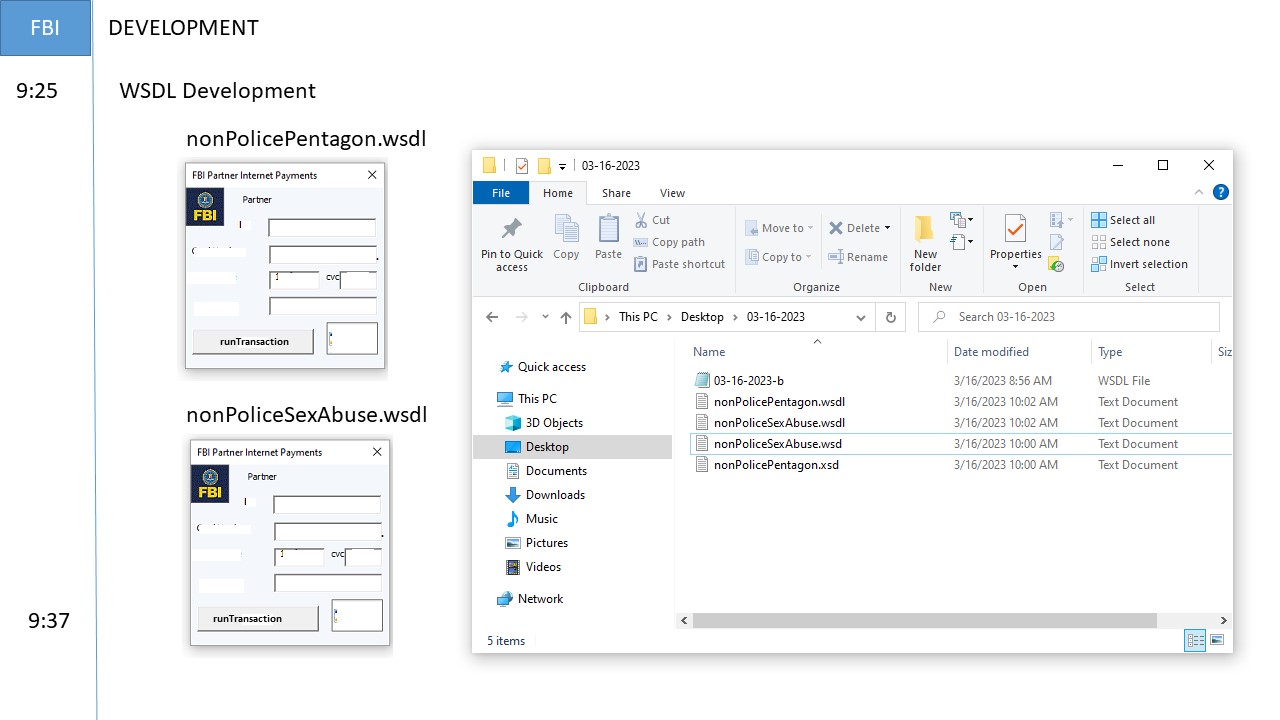 FBI
DEVELOPMENT
9:25
WSDL Development
nonPolicePentagon.wsdl
FBI Partner Internet Payments
Partner
FBI
cvc
runTransaction
nonPoliceSexAbuse.wsdl
FBI Partner Internet Payments
Partner
FBI
cvc
runTransaction
9:37
03-16-2023
File
Home
Share
View
Pin to Quick access
Copy
Paste
Cut
Copy path
Paste shortcut
Clipboard
Move to
Copy to
Delete
Rename
Organize
New folder
New
Properties
Open
Select all
Select none
Invert selection
Select
This PC > Desktop > 03-16-2023
Search 03-16-2023
Quick access
This PC
3D Objects
Desktop
Documents
Downloads
Music
Pictures
Videos
Network
Name Date modified Type Siz
03-16-2023-b 3/16/2023 8:56 AM WSDL File
nonPolicePentagon.wsdl 3/16/2023 10:02 AM Text Document
nonPoliceSexAbuse.wsdl 3/16/2023 10:02 AM Text Document
nonPoliceSexAbuse.wsd 3/16/2023 10:00 AM Text Document
nonPolicePentagon.xsd 3/16/2023 10:00 AM Text Document
5 items